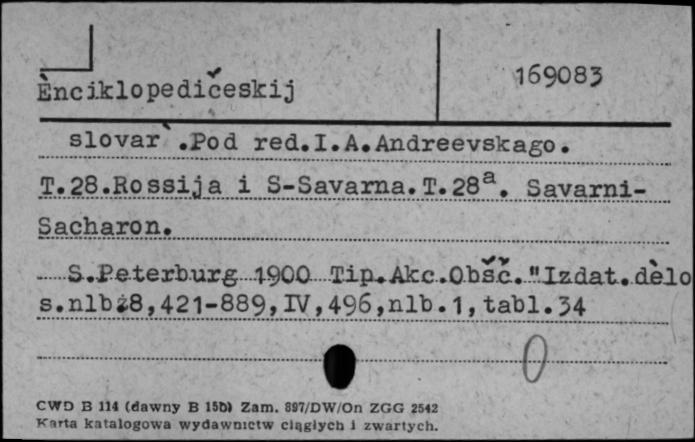 Ènciklopedičeskij
169083
slovar`.Pod red.I.A.Andreevskago.
T.28.Rossija i S-Savarna.T.28a. Savarni-
Sacharon.
S.Peterburg 1900 Tip.Akc.Obšč."Izdat.dèlo
s.nlb 8,421-889,IV,496,nlb.1,tabl.34
0
CWD B 114 (dawny B 15b) Zam. 897/DW/On ZGG 2542
Karta katalogowa wydawnictw ciągłych i zwartych.